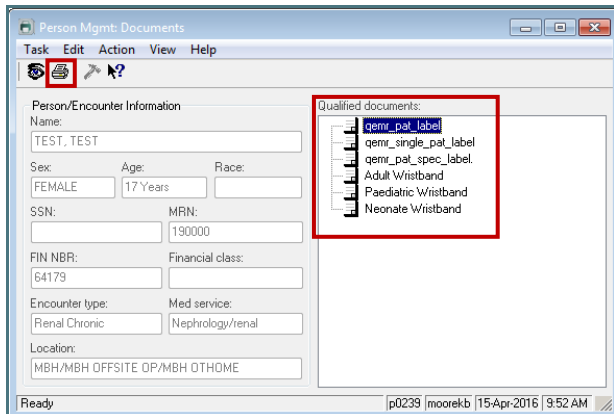 Person Mgmt: Documents
Task Edit Action View Help
Person/Encounter Information
Name:
TEST, TEST
Sex: Age: Race:
FEMALE 17 Years
SSN: MRN:
190000
FIN NBR: Financial class:
64179
Encounter type: Med service:
Renal Chronic Nephrology/renal
Location:
MBH/MBH OFFSITE OP/MBH OTHOME
Qualified documents:
qemr_pat_label
qemr_single_pat_label
qemr_pat_spec_label.
Adult Wristband
Paediatric Wristband
Neonate Wristband
Ready p0239 moorekb 15-Apr-2016 9:52 AM